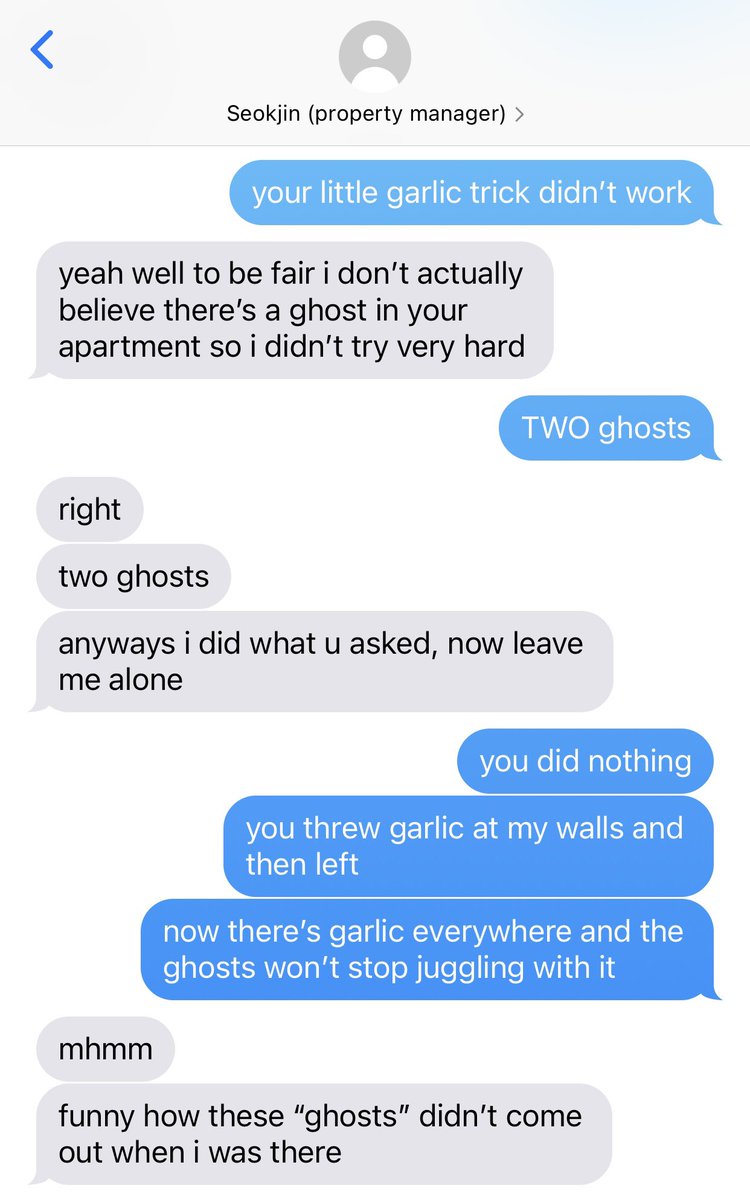 Seokjin (property manager)
your little garlic trick didn’t work
yeah well to be fair i don’t actually
believe there’s a ghost in your
apartment so i didn’t try very hard
TWO ghosts
right
two ghosts
anyways i did what u asked, now leave
me alone
you did nothing
you threw garlic at my walls and
then left
now there’s garlic everywhere and the
ghosts won’t stop juggling with it
mhmm
funny how these “ghosts” didn’t come
out when i was there